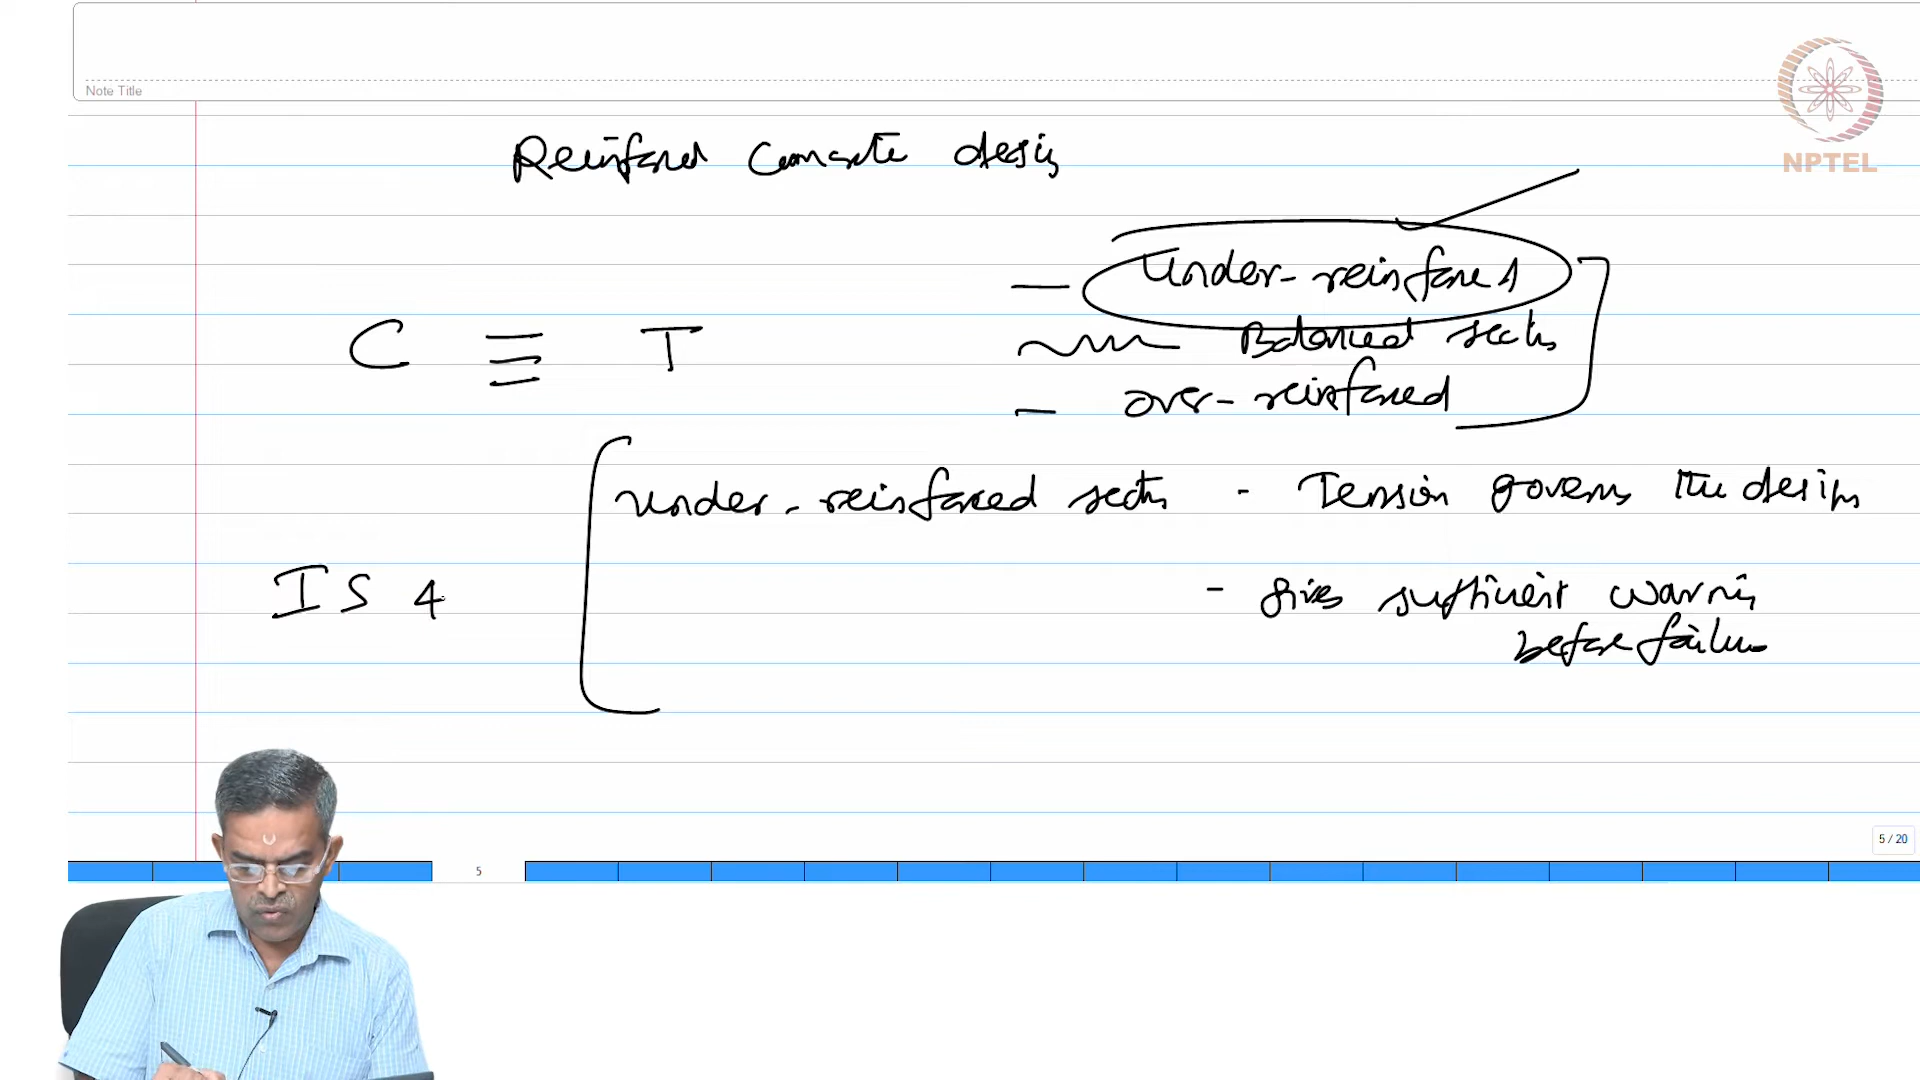 NPTEL
Note Title
Reinforced Concrete design
Under-reinforced
C ≡ T
Balanced section
over-reinforced
under-reinforced section - Tension governs the design
IS 4
- gives sufficient warning
before failure
5 / 20
5